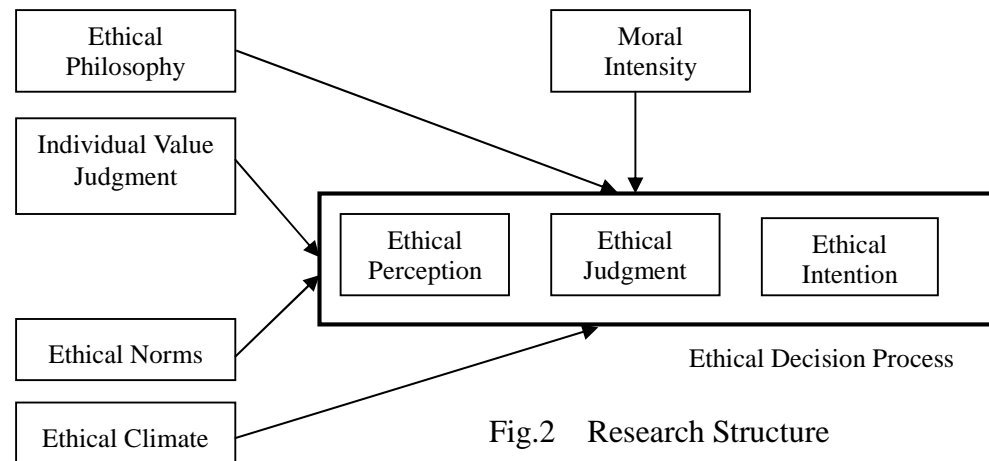 Ethical
Philosophy
Moral
Intensity
Individual Value
Judgment
Ethical
Perception
Ethical
Judgment
Ethical
Intention
Ethical Norms
Ethical Decision Process
Ethical Climate
Fig.2 Research Structure